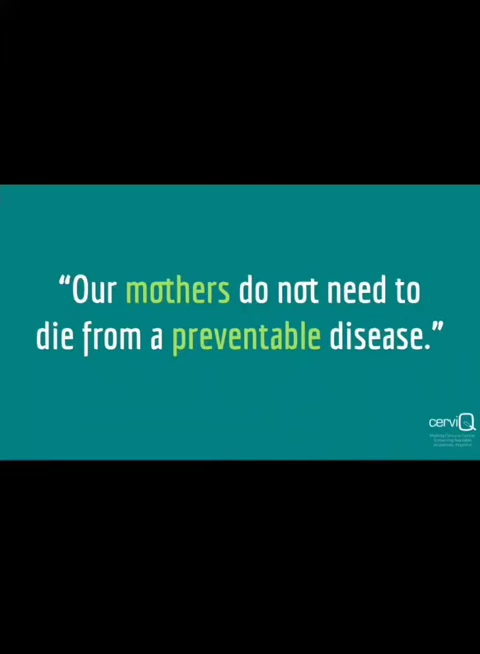 “Our mothers do not need to
die from a preventable disease.”
cerviQ